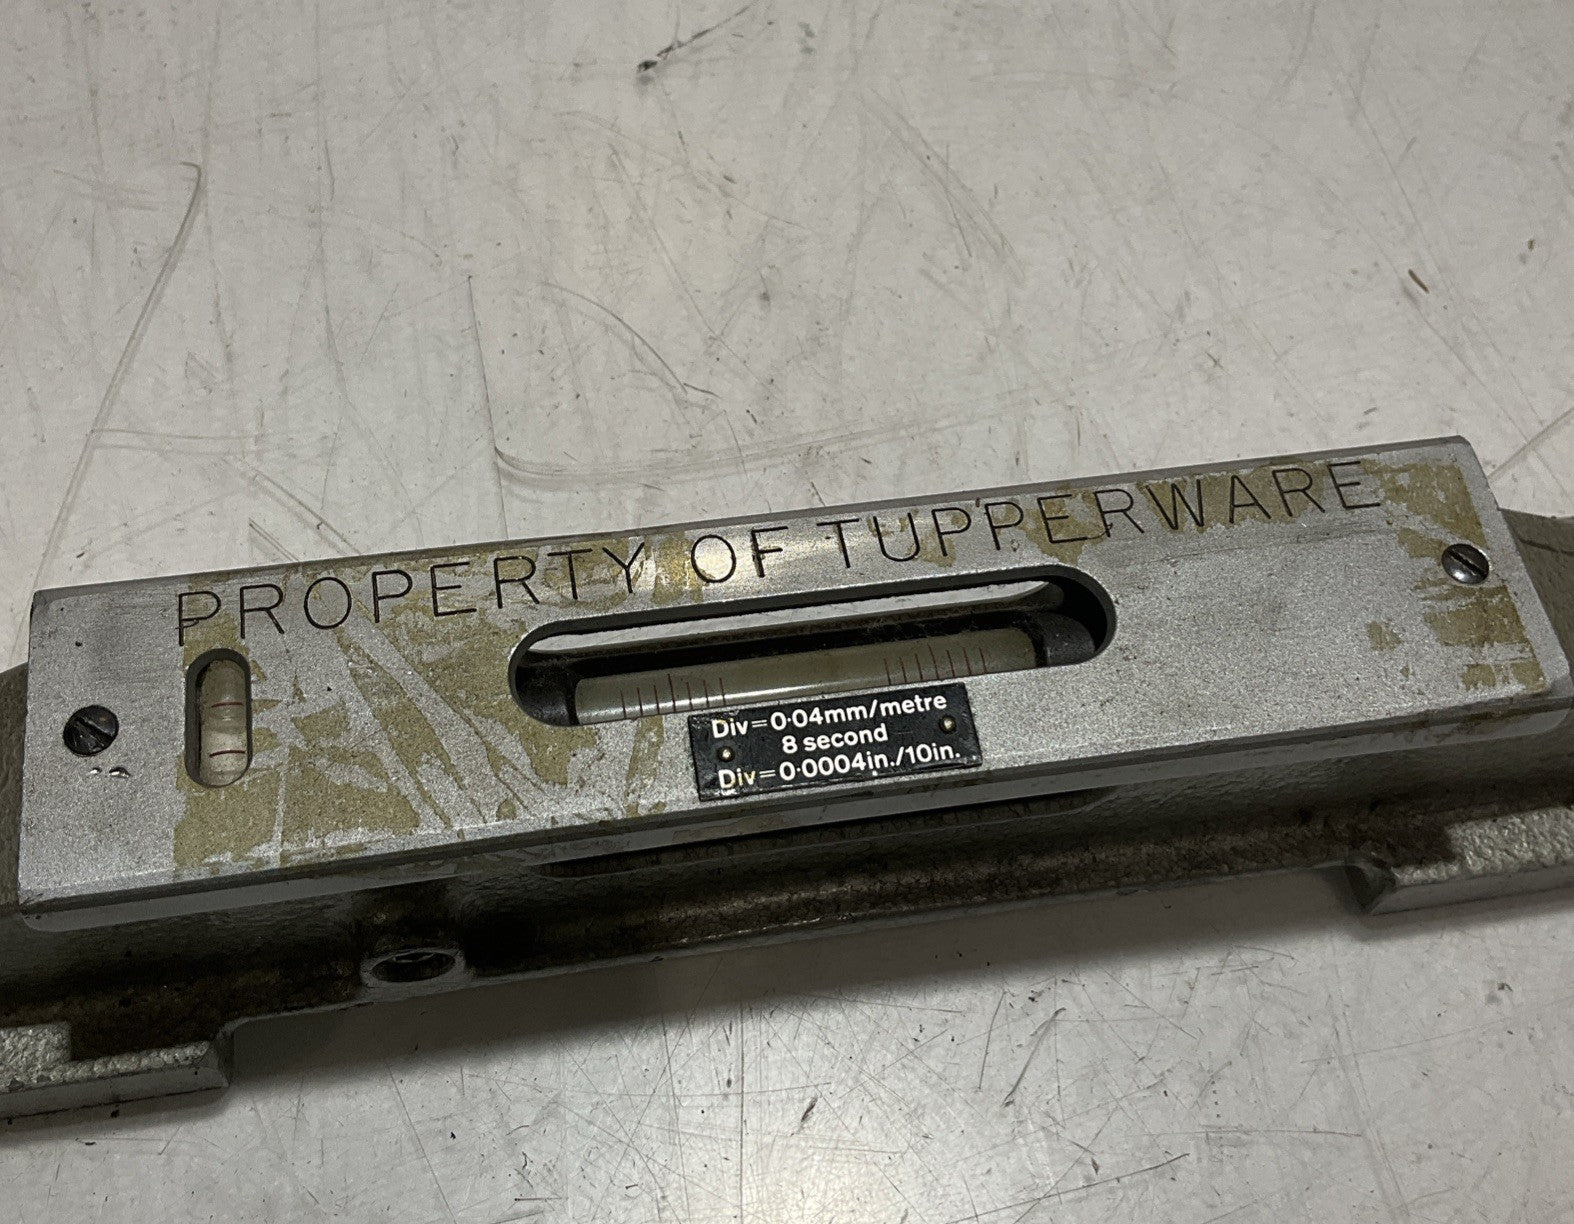 PROPERTY OF TUPPERWARE
Div=0·04mm/metre
8 second
Div=0·0004in./10in.